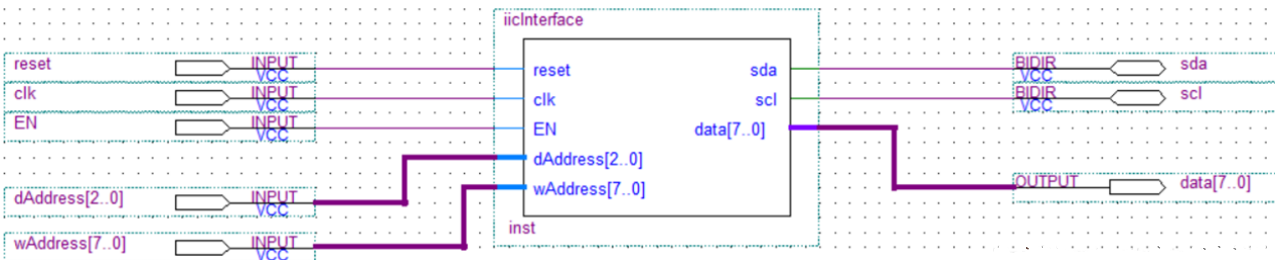 iicInterface
reset INPUT VCC reset sda BIDIR VCC sda
clk INPUT VCC clk scl BIDIR VCC scl
EN INPUT VCC EN data[7..0]
dAddress[2..0]
wAddress[7..0]
dAddress[2..0] INPUT VCC OUTPUT data[7..0]
inst
wAddress[7..0] INPUT VCC